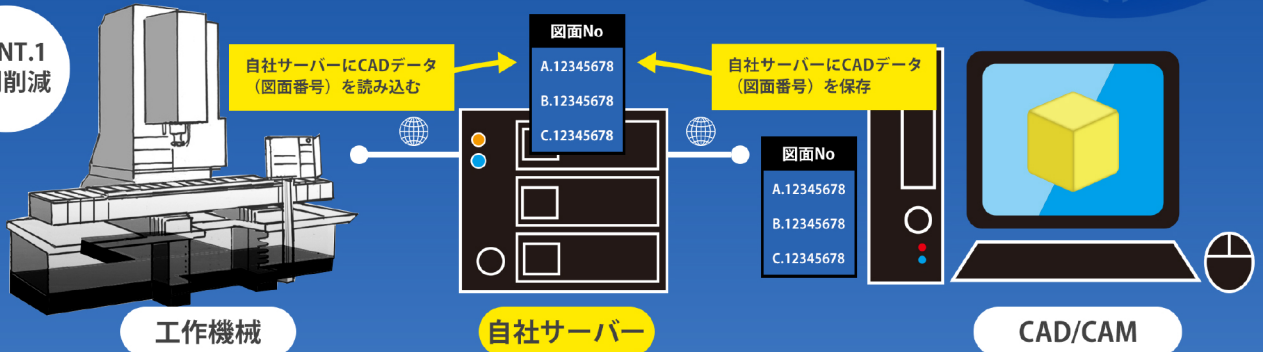 NT.1
削減
自社サーバーにCADデータ
（図面番号）を読み込む
図面No
A.12345678
B.12345678
C.12345678
自社サーバーにCADデータ
（図面番号）を保存
図面No
A.12345678
B.12345678
C.12345678
工作機械
自社サーバー
CAD/CAM